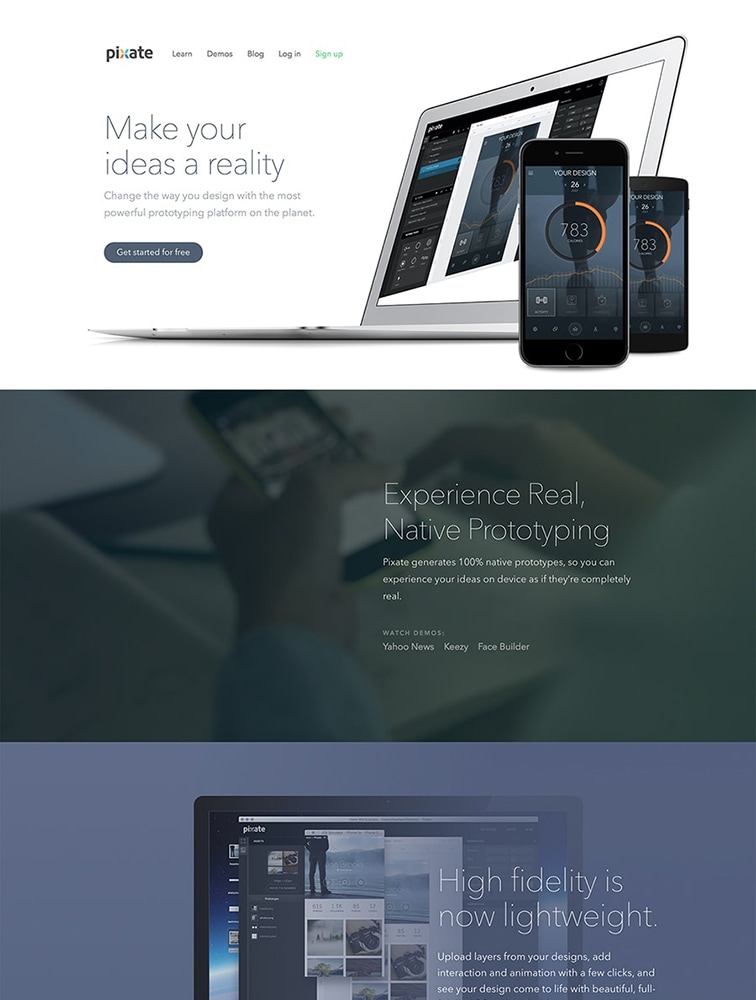 pixate
Learn Demos Blog Log in Sign up
Make your
ideas a reality
Change the way you design with the most
powerful prototyping platform on the planet.
Get started for free
pixate
YOUR DESIGN
YOUR DESIGN
26
783
CALORIES
ACTIVITY
26
783
Experience Real,
Native Prototyping
Pixate generates 100% native prototypes, so you can
experience your ideas on device as if they're completely
real.
WATCH DEMOS:
Yahoo News Keezy Face Builder
pixate
High fidelity is
now lightweight.
Upload layers from your designs, add
interaction and animation with a few clicks, and
see your design come to life with beautiful, full-